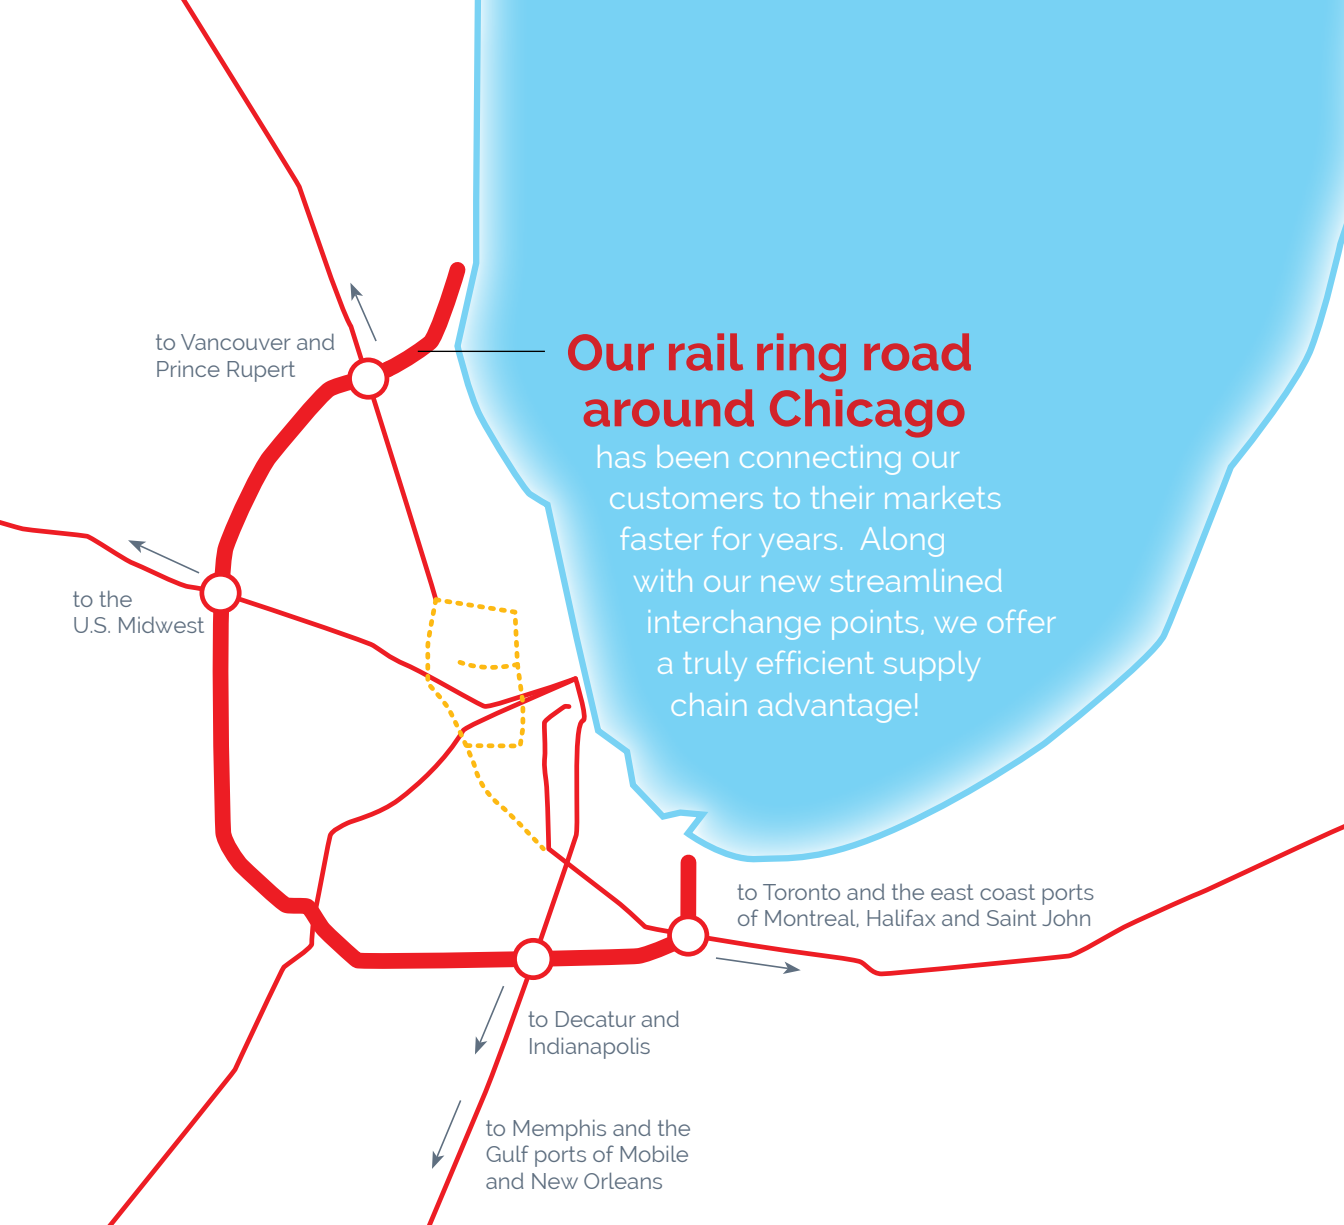 to Vancouver and
Prince Rupert
Our rail ring road
around Chicago
has been connecting our
customers to their markets
faster for years.  Along
with our new streamlined
interchange points, we offer
a truly efficient supply
chain advantage!
to the
U.S. Midwest
to Toronto and the east coast ports
of Montreal, Halifax and Saint John
to Decatur and
Indianapolis
to Memphis and the
Gulf ports of Mobile
and New Orleans